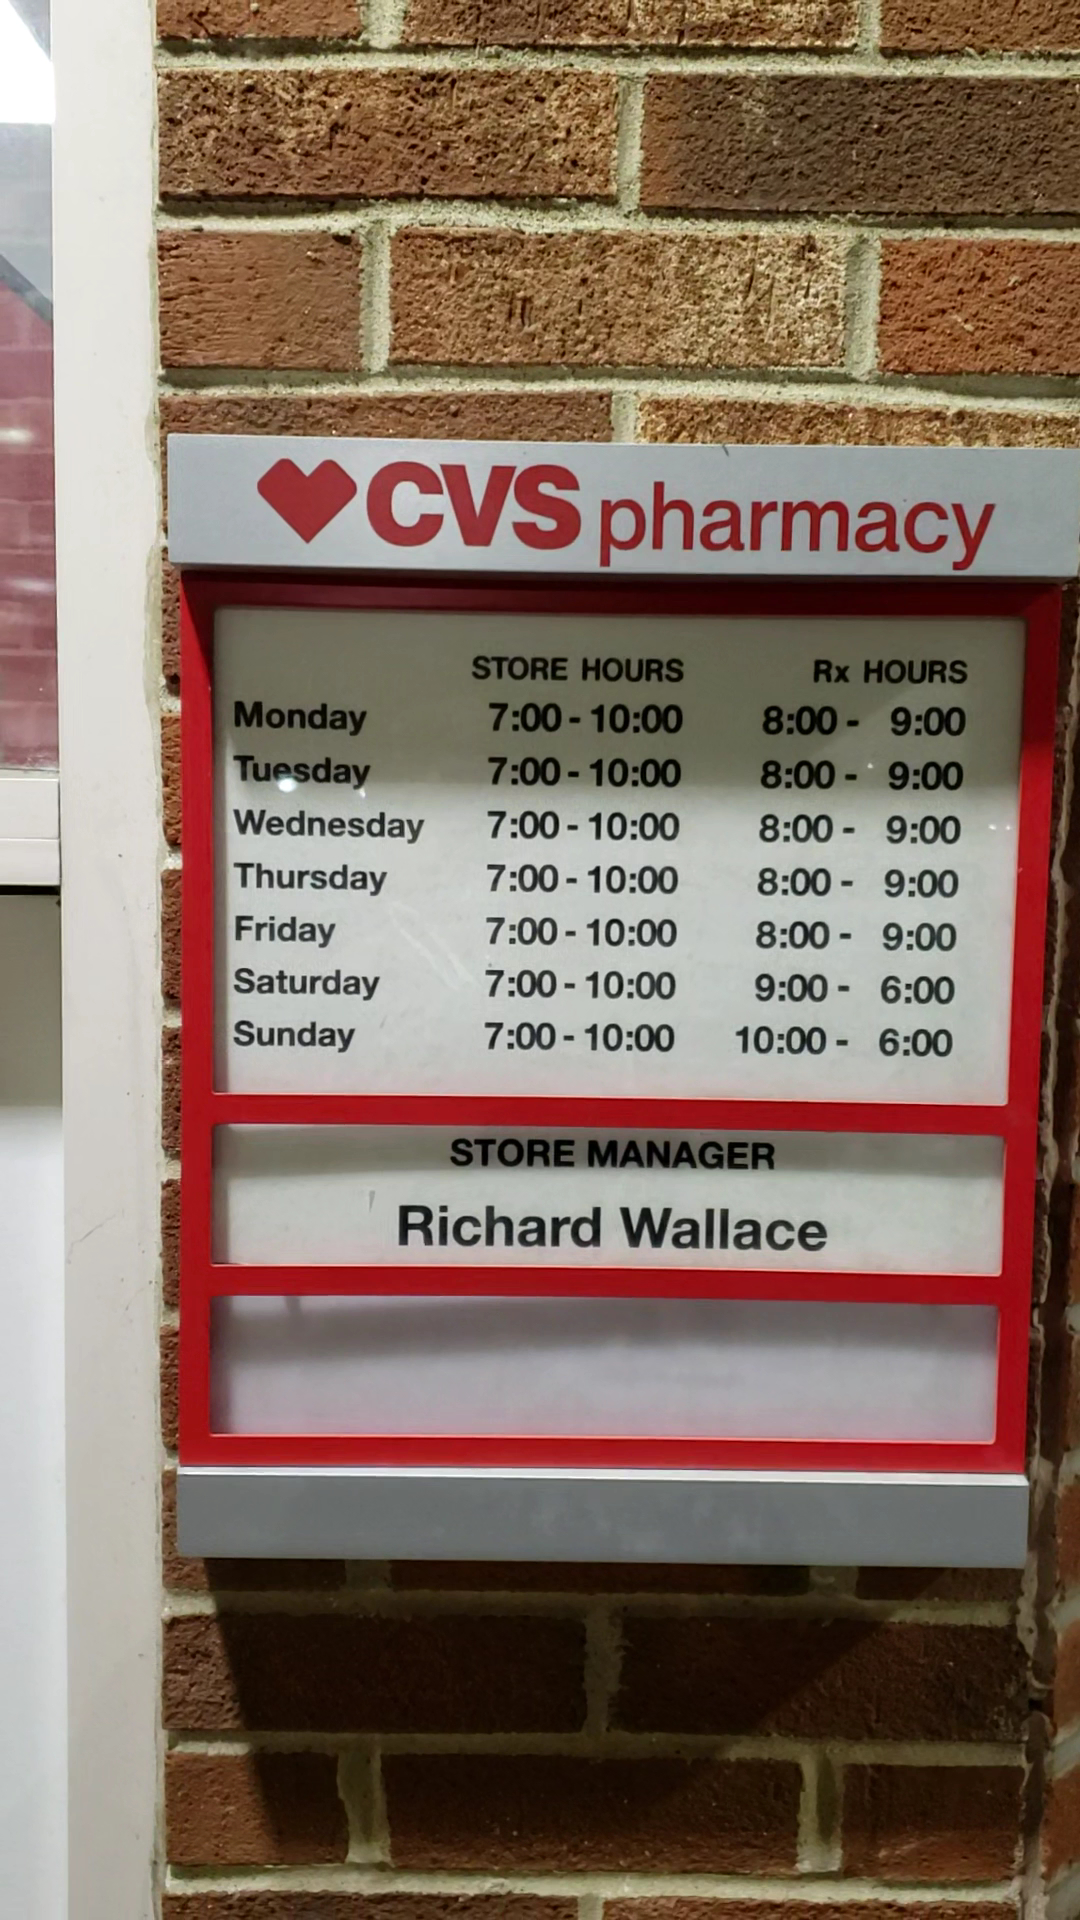 CVS pharmacy
STORE HOURS Rx HOURS
Monday 7:00 - 10:00 8:00 - 9:00
Tuesday 7:00 - 10:00 8:00 - 9:00
Wednesday 7:00 - 10:00 8:00 - 9:00
Thursday 7:00 - 10:00 8:00 - 9:00
Friday 7:00 - 10:00 8:00 - 9:00
Saturday 7:00 - 10:00 9:00 - 6:00
Sunday 7:00 - 10:00 10:00 - 6:00
STORE MANAGER
Richard Wallace